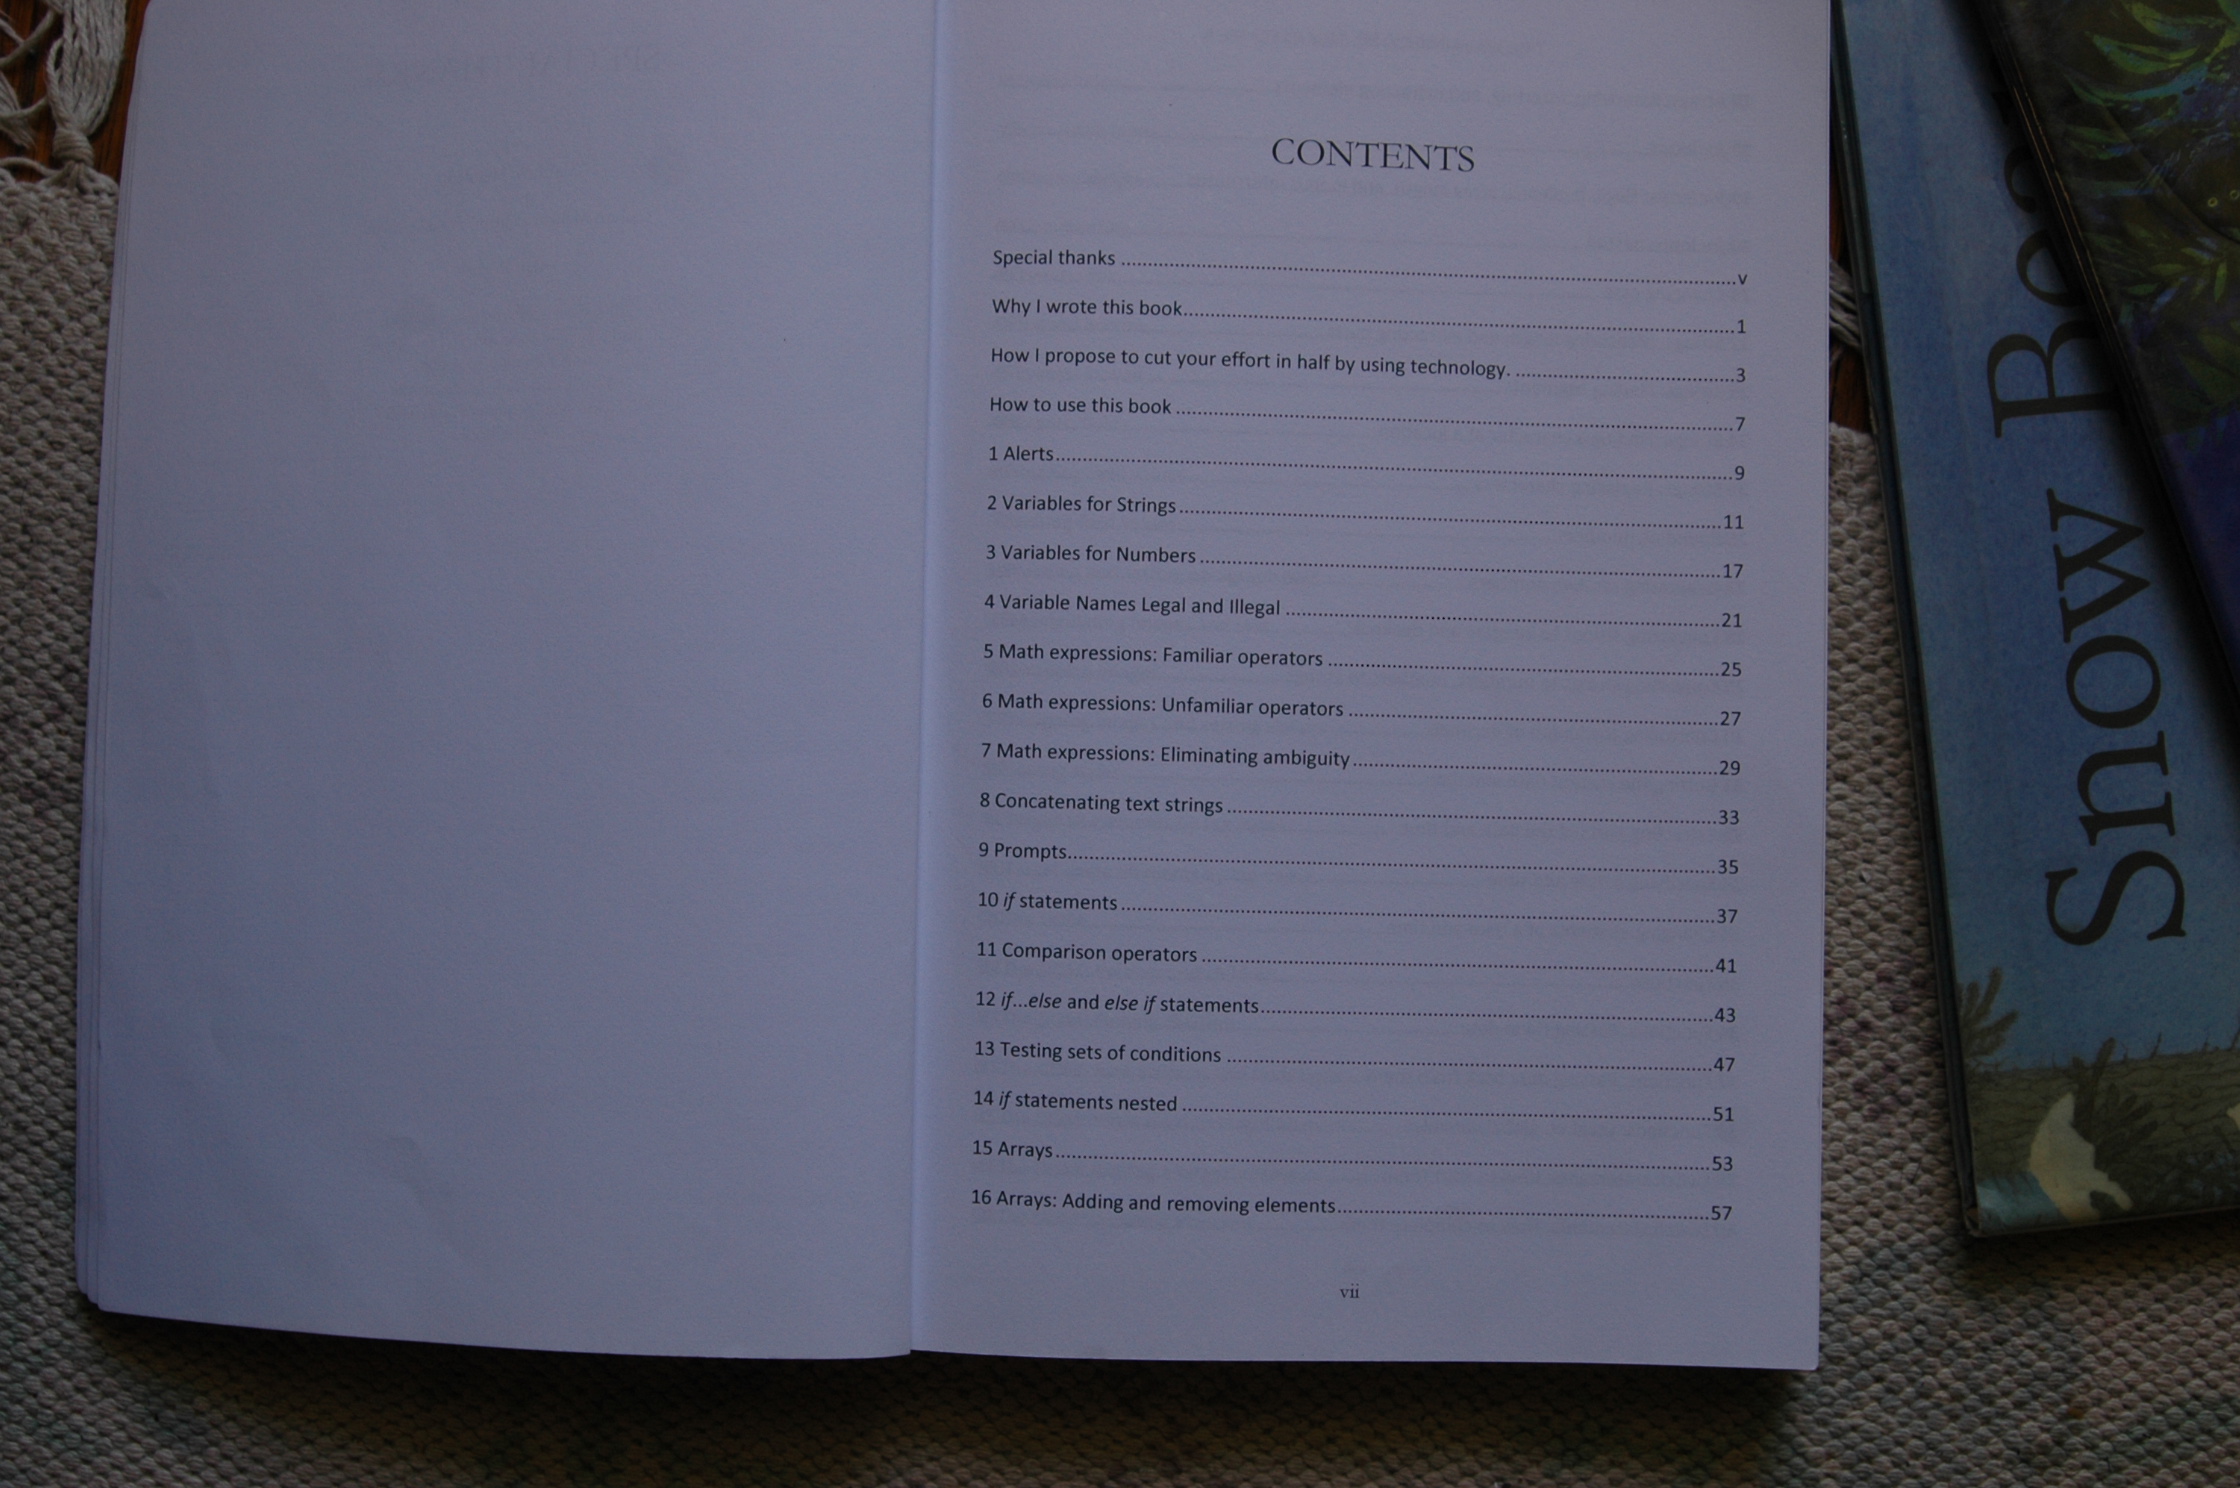 Snow
CONTENTS
Special thanks..........v
Why I wrote this book..........1
How I propose to cut your effort in half by using technology. ..........3
How to use this book..........7
1 Alerts..........9
2 Variables for Strings..........11
3 Variables for Numbers..........17
4 Variable Names Legal and Illegal..........21
5 Math expressions: Familiar operators..........25
6 Math expressions: Unfamiliar operators..........27
7 Math expressions: Eliminating ambiguity..........29
8 Concatenating text strings..........33
9 Prompts..........35
10 if statements..........37
11 Comparison operators..........41
12 if...else and else if statements..........43
13 Testing sets of conditions..........47
14 if statements nested..........51
15 Arrays..........53
16 Arrays: Adding and removing elements..........57
vii